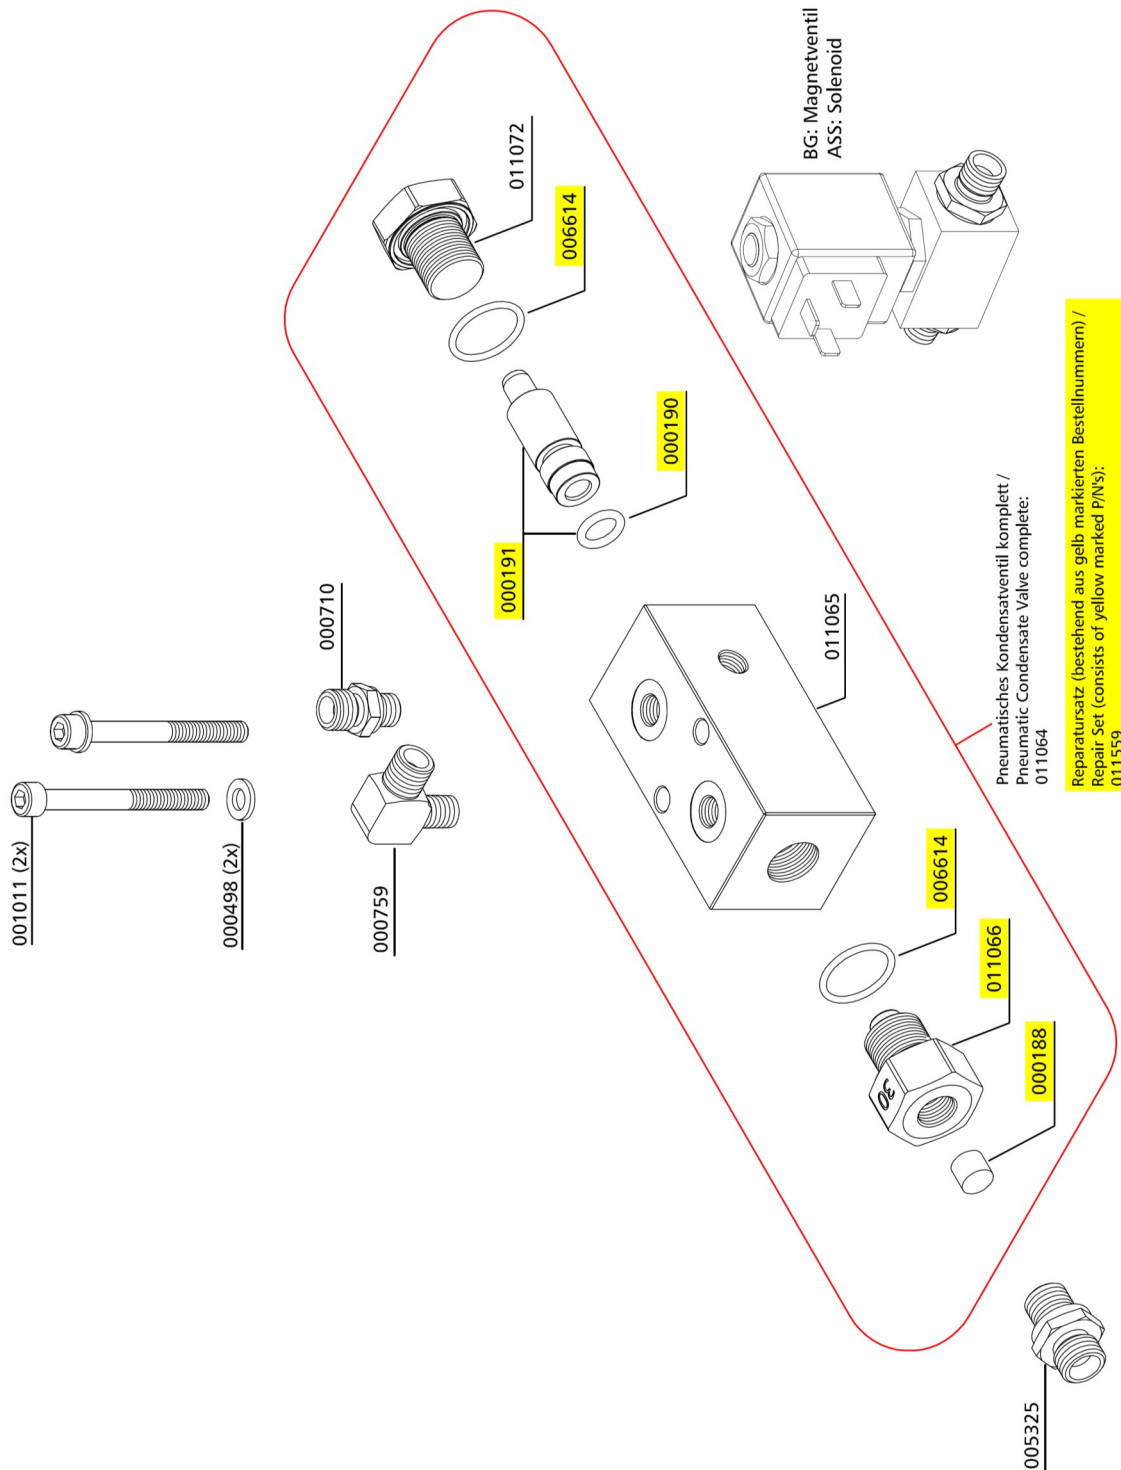 001011 (2x)
000498 (2x)
000759
000710
011072
006614
000191
000190
BG: Magnetventil
ASS: Solenoid
011065
006614
011066
30
000188
005325
Pneumatisches Kondensatventil komplett /
Pneumatic Condensate Valve complete:
011064
Reparatursatz (bestehend aus gelb markierten Bestellnummern) /
Repair Set (consists of yellow marked P/N's):
011559